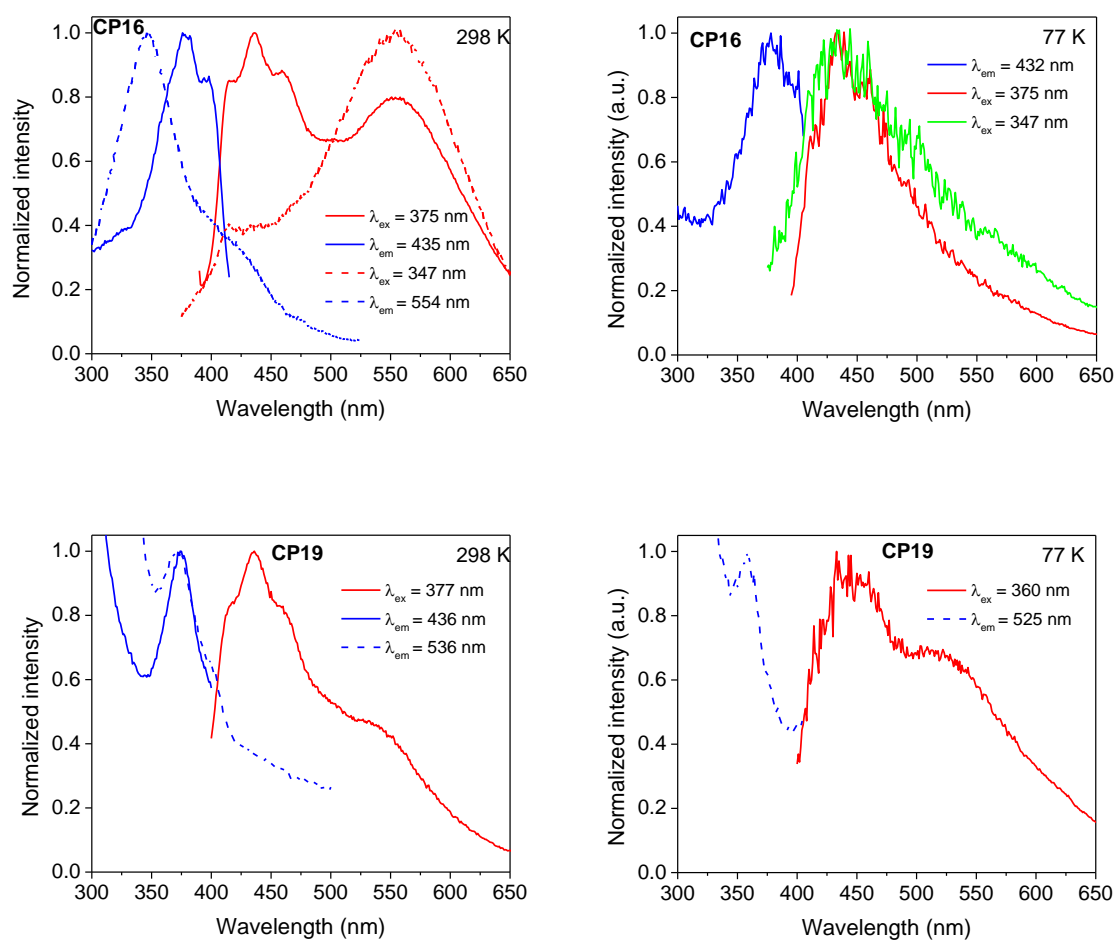 CP16
298 K
1.0
0.8
0.6
0.4
0.2
0.0
Normalized intensity
λex = 375 nm
λem = 435 nm
λex = 347 nm
λem = 554 nm
300 350 400 450 500 550 600 650
Wavelength (nm)
CP16
77 K
1.0
0.8
0.6
0.4
0.2
0.0
Normalized intensity (a.u.)
λem = 432 nm
λex = 375 nm
λex = 347 nm
300 350 400 450 500 550 600 650
Wavelength (nm)
CP19
298 K
1.0
0.8
0.6
0.4
0.2
0.0
Normalized intensity
λex = 377 nm
λem = 436 nm
λem = 536 nm
300 350 400 450 500 550 600 650
Wavelength (nm)
CP19
77 K
1.0
0.8
0.6
0.4
0.2
0.0
Normalized intensity (a.u.)
λex = 360 nm
λem = 525 nm
300 350 400 450 500 550 600 650
Wavelength (nm)